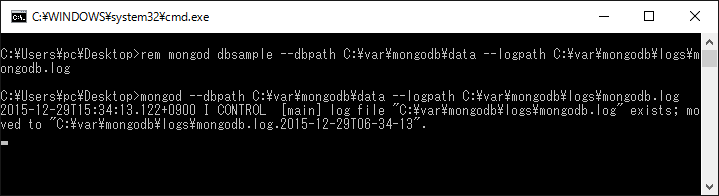 C:¥WINDOWS¥system32¥cmd.exe
C:¥Users¥pc¥Desktop>rem mongod dbsample --dbpath C:¥var¥mongodb¥data --logpath C:¥var¥mongodb¥logs¥m
ongodb.log
C:¥Users¥pc¥Desktop>mongod --dbpath C:¥var¥mongodb¥data --logpath C:¥var¥mongodb¥logs¥mongodb.log
2015-12-29T15:34:13.122+0900 I CONTROL  [main] log file "C:¥var¥mongodb¥logs¥mongodb.log" exists; mo
ved to "C:¥var¥mongodb¥logs¥mongodb.log.2015-12-29T06-34-13".